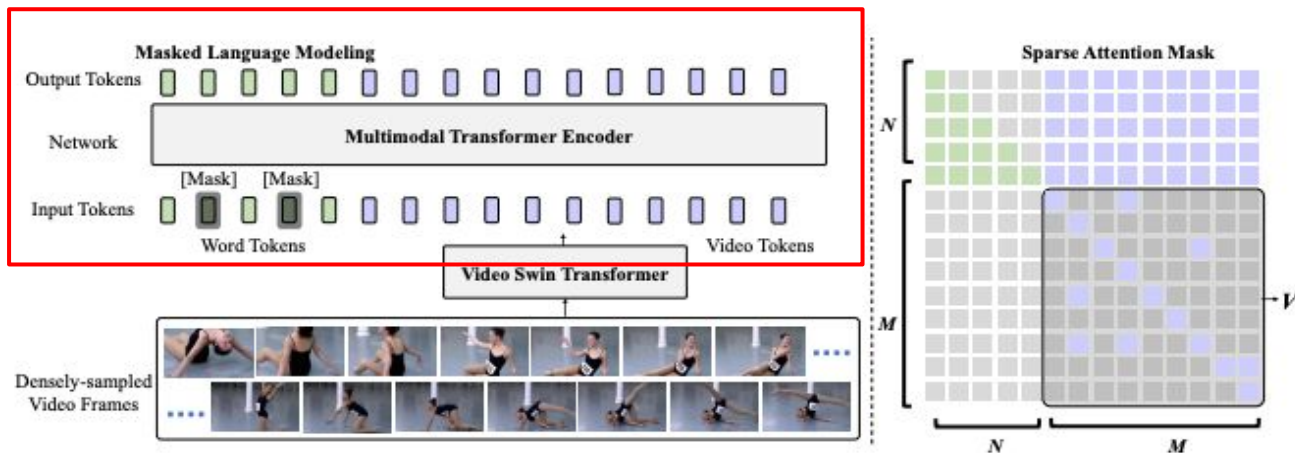 Masked Language Modeling
Output Tokens
Network
Multimodal Transformer Encoder
[Mask] [Mask]
Input Tokens
Word Tokens
Video Tokens
Video Swin Transformer
Densely-sampled
Video Frames
Sparse Attention Mask
N
M
V
N
M